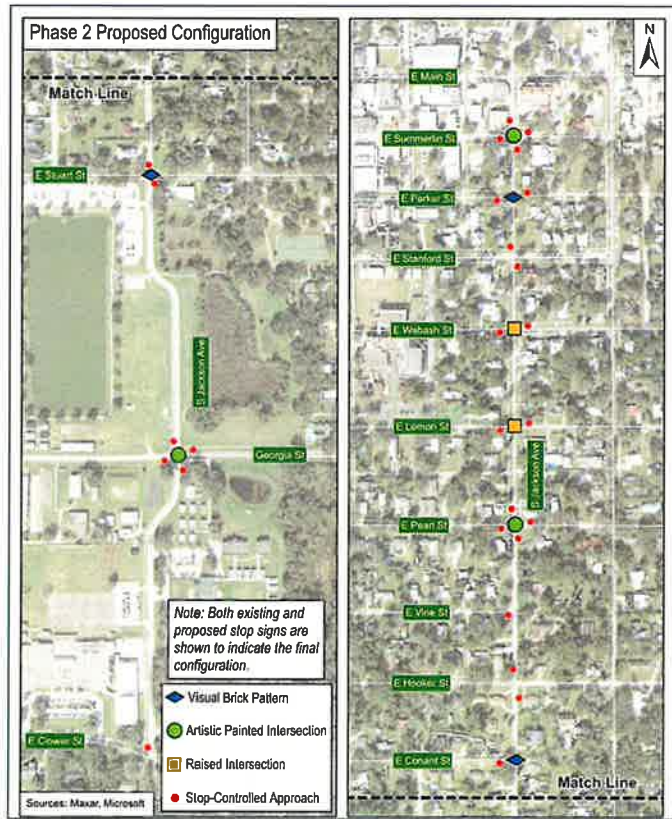 Phase 2 Proposed Configuration
Match Line
E Stuart St
S Jackson Ave
Georgia St
Note: Both existing and
proposed stop signs are
shown to indicate the final
configuration.
Visual Brick Pattern
Artistic Painted Intersection
Raised Intersection
Stop-Controlled Approach
E Clower St
Sources: Maxar, Microsoft
N
E Main St
E Summerlin St
E Parker St
E Stanford St
E Wabash St
E Lemon St
S Jackson Ave
E Pearl St
E Vine St
E Hooker St
E Conant St
Match Line